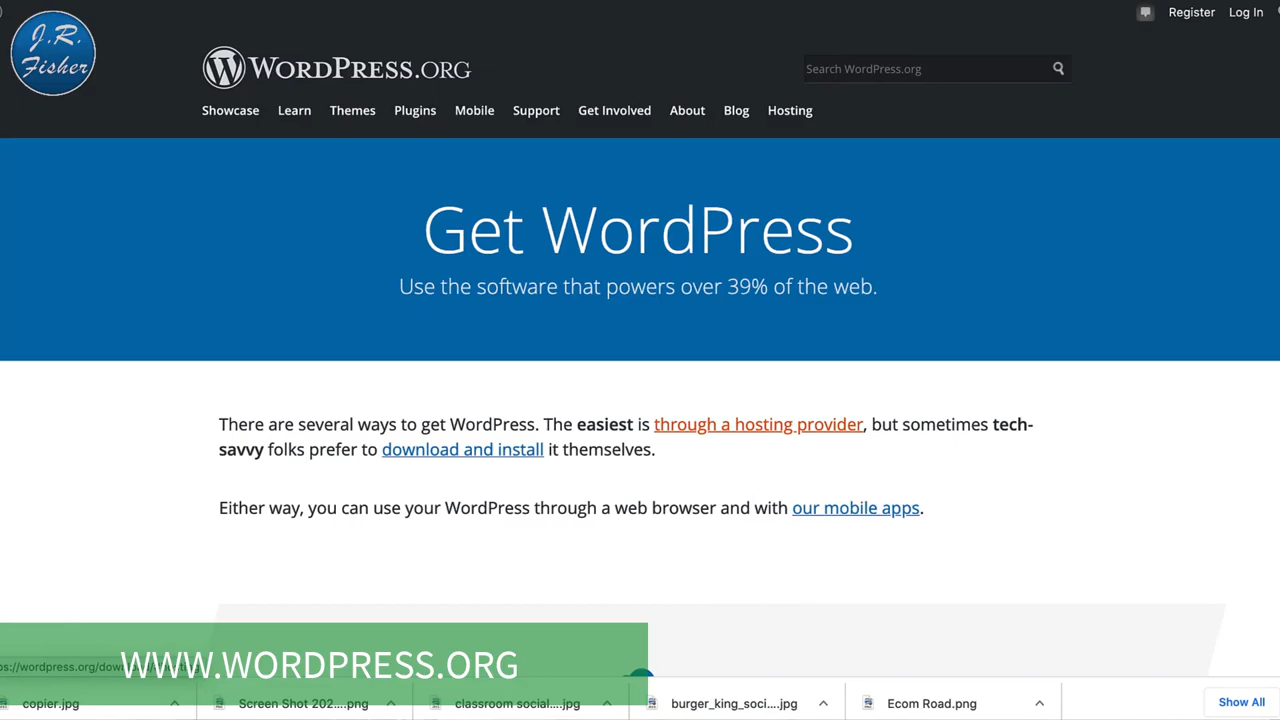 Register Log In
J.R.
Fisher
WORDPRESS.ORG
Search WordPress.org
Showcase Learn Themes Plugins Mobile Support Get Involved About Blog Hosting
Get WordPress
Use the software that powers over 39% of the web.
There are several ways to get WordPress. The easiest is through a hosting provider, but sometimes tech-
savvy folks prefer to download and install it themselves.
Either way, you can use your WordPress through a web browser and with our mobile apps.
WWW.WORDPRESS.ORG
copier.jpg Screen Shot 202....png classroom social....jpg burger_king_soci....jpg Ecom Road.png Show All